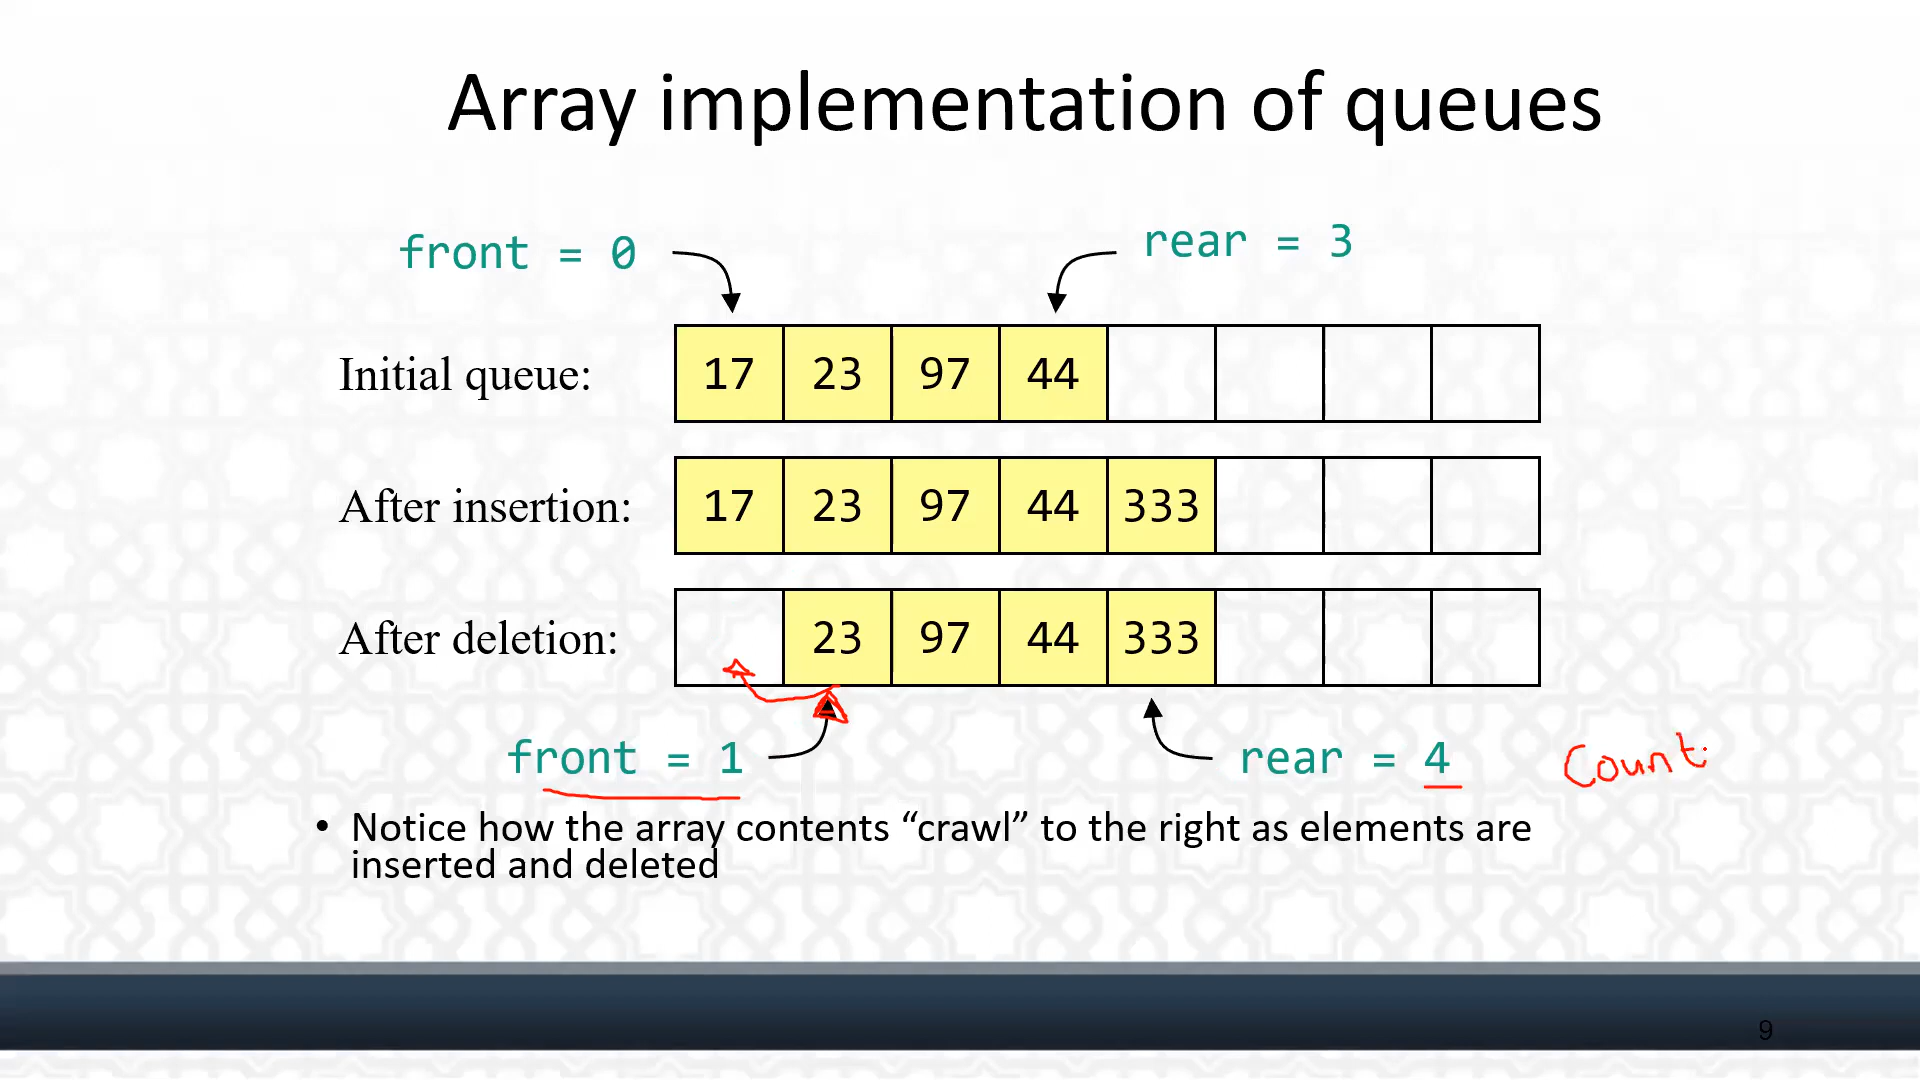 Array implementation of queues
front = 0
rear = 3
Initial queue: 17 23 97 44
After insertion: 17 23 97 44 333
After deletion: 23 97 44 333
front = 1
rear = 4
Count
• Notice how the array contents “crawl” to the right as elements are
inserted and deleted
9